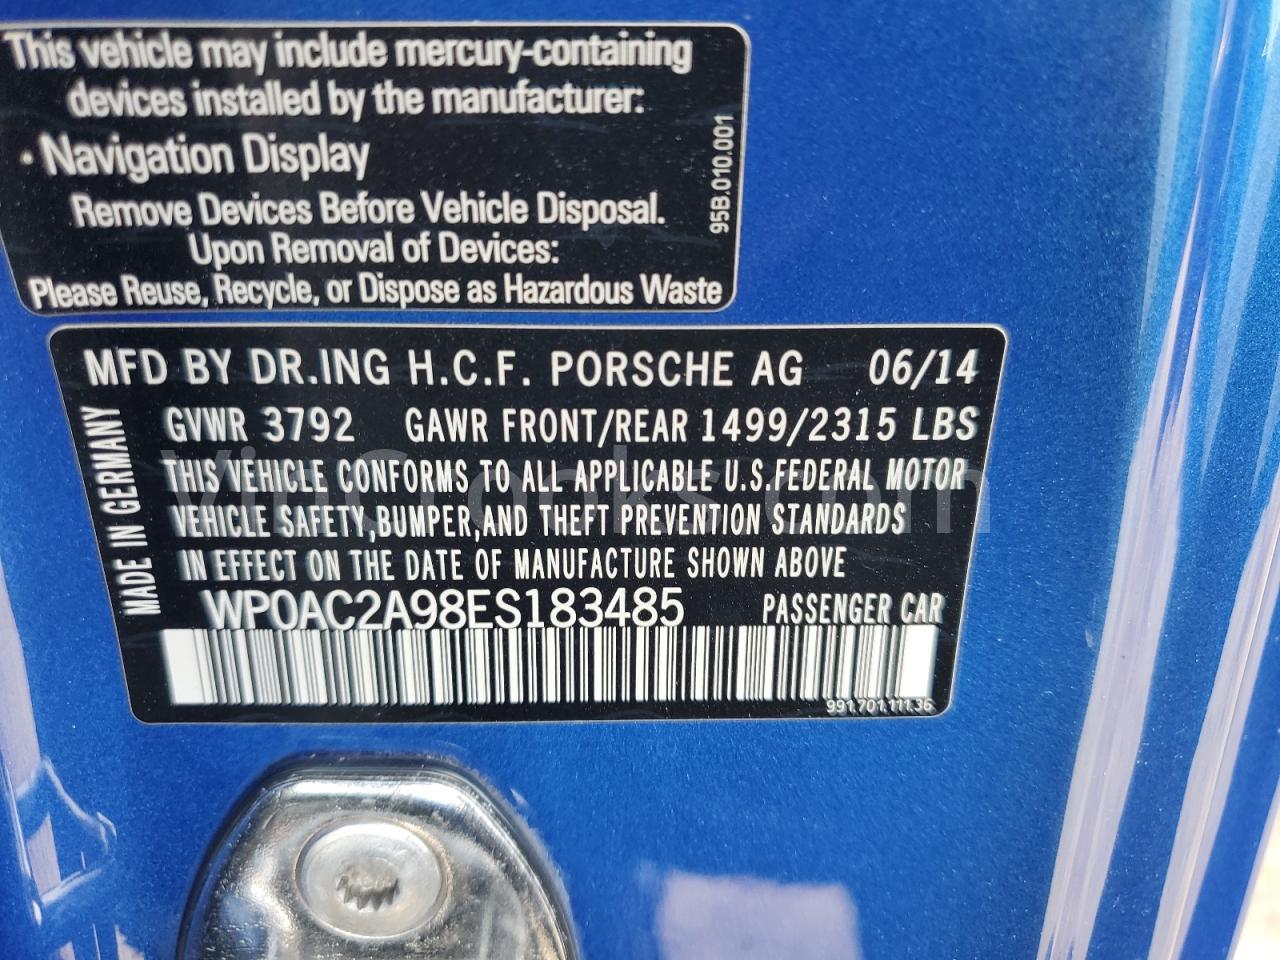 This vehicle may include mercury-containing
devices installed by the manufacturer:
• Navigation Display
Remove Devices Before Vehicle Disposal.
Upon Removal of Devices:
Please Reuse, Recycle, or Dispose as Hazardous Waste
95B.010.001
MFD BY DR.ING H.C.F. PORSCHE AG 06/14
GVWR 3792 GAWR FRONT/REAR 1499/2315 LBS
THIS VEHICLE CONFORMS TO ALL APPLICABLE U.S.FEDERAL MOTOR
VEHICLE SAFETY,BUMPER,AND THEFT PREVENTION STANDARDS
IN EFFECT ON THE DATE OF MANUFACTURE SHOWN ABOVE
WP0AC2A98ES183485 PASSENGER CAR
991.701.111.36
MADE IN GERMANY